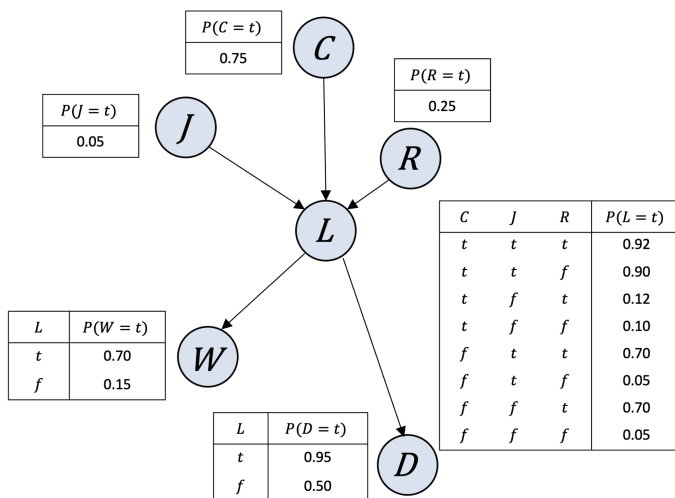 P(C = t)
0.75
C
P(R = t)
0.25
P(J = t)
0.05
J
R
L
C J R P(L = t)
t t t 0.92
t t f 0.90
t f t 0.12
t f f 0.10
f t t 0.70
f t f 0.05
f f t 0.70
f f f 0.05
L P(W = t)
t 0.70
f 0.15
W
L P(D = t)
t 0.95
f 0.50
D